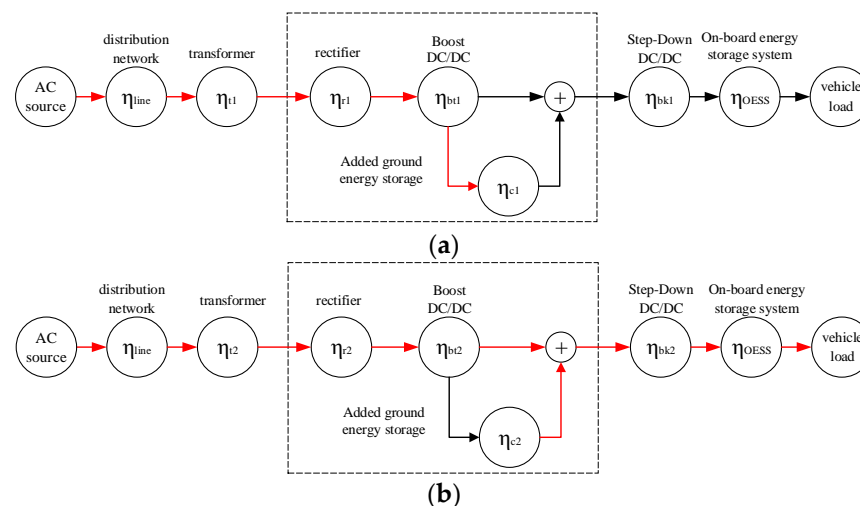 distribution
network
transformer
rectifier
Boost
DC/DC
Step-Down
DC/DC
On-board energy
storage system
AC
source
ηline
ηt1
ηr1
ηbt1
+
ηbk1
ηOESS
vehicle
load
Added ground
energy storage
ηc1
(a)
distribution
network
transformer
rectifier
Boost
DC/DC
Step-Down
DC/DC
On-board energy
storage system
AC
source
ηline
ηt2
ηr2
ηbt2
+
ηbk2
ηOESS
vehicle
load
Added ground
energy storage
ηc2
(b)